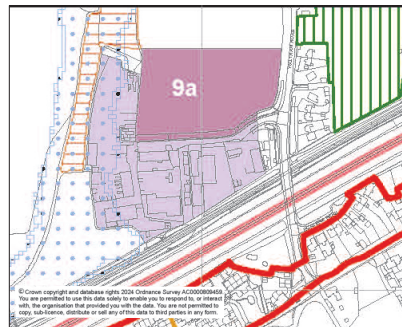 9a
© Crown copyright and database rights 2024 Ordnance Survey AC0000809459.
You are permitted to use this data solely to enable you to respond to, or interact
with, the organisation that provided you with the data. You are not permitted to
copy, sub-licence, distribute or sell any of this data to third parties in any form.